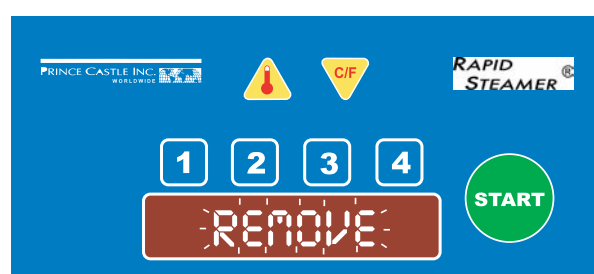 PRINCE CASTLE INC.
WORLDWIDE
C/F
RAPID
STEAMER ®
1 2 3 4
START
REMOVE